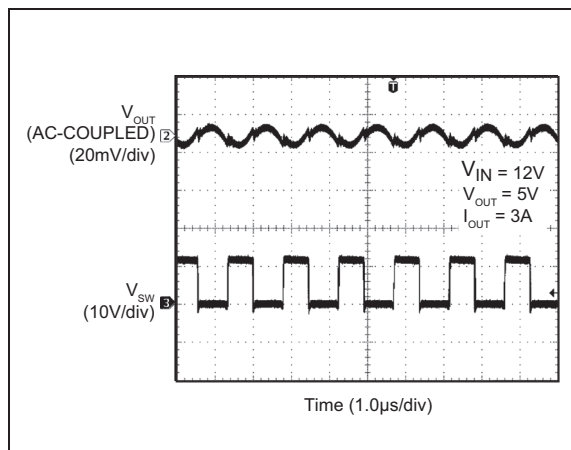 T
V_OUT
(AC-COUPLED) 2
(20mV/div)
V_IN = 12V
V_OUT = 5V
I_OUT = 3A
V_SW 3
(10V/div)
Time (1.0µs/div)